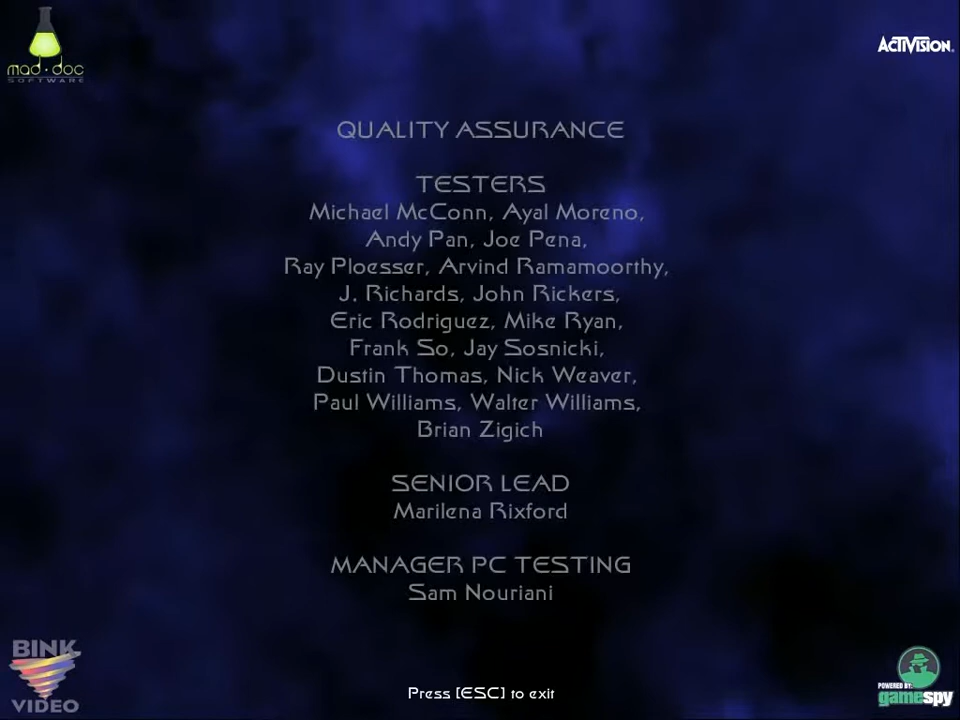 mad·doc
SOFTWARE
ACTIVISION®
QUALITY ASSURANCE
TESTERS
Michael McConn, Ayal Moreno,
Andy Pan, Joe Pena,
Ray Ploesser, Arvind Ramamoorthy,
J. Richards, John Rickers,
Eric Rodriguez, Mike Ryan,
Frank So, Jay Sosnicki,
Dustin Thomas, Nick Weaver,
Paul Williams, Walter Williams,
Brian Zigich
SENIOR LEAD
Marilena Rixford
MANAGER PC TESTING
Sam Nouriani
BINK
VIDEO
Press [ESC] to exit
POWERED BY:
gamespy